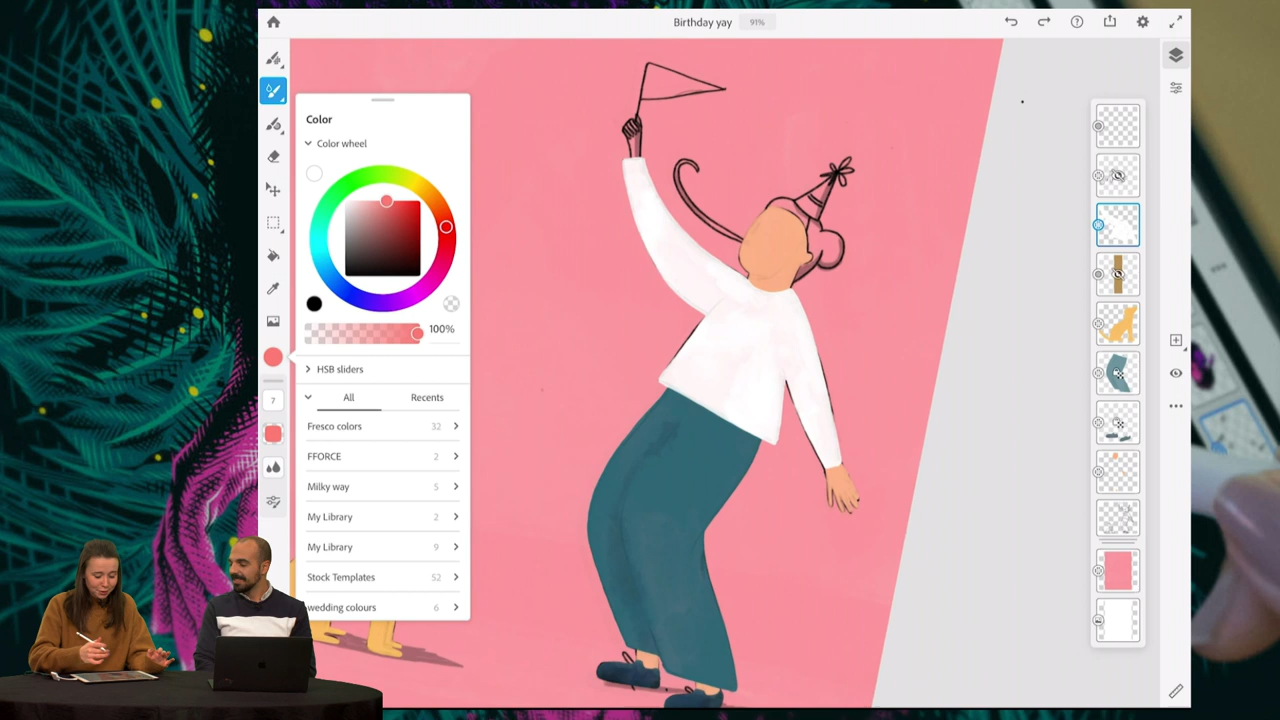 Birthday yay 91%
Color
Color wheel
100%
HSB sliders
All Recents
7
Fresco colors 32
FFORCE 2
Milky way 5
My Library 2
My Library 9
Stock Templates 52
wedding colours 6